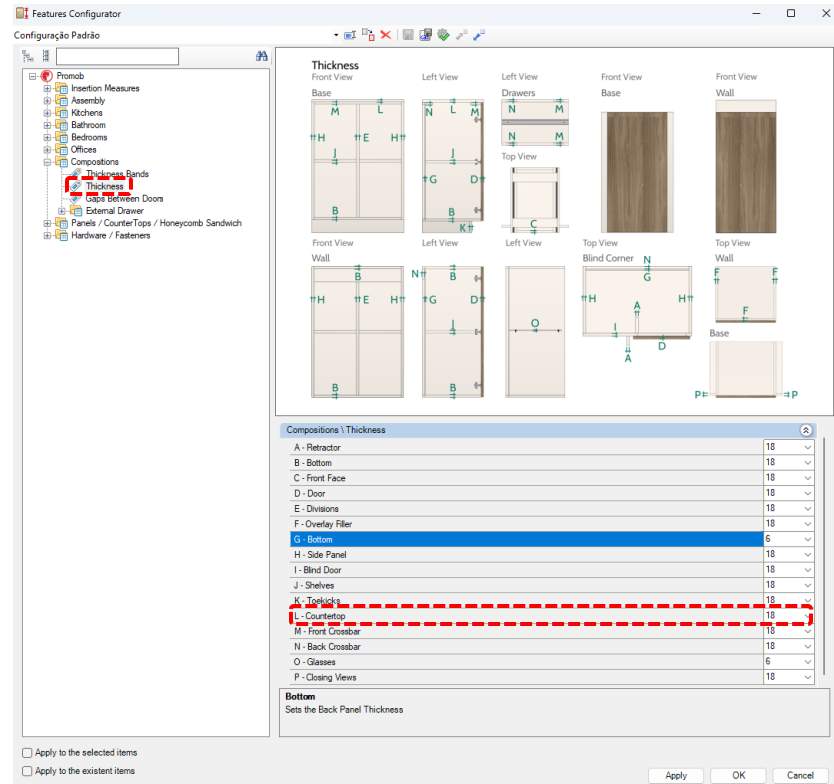 Features Configurator
Configuração Padrão
Promob
Insertion Measures
Assembly
Kitchens
Bathroom
Bedrooms
Offices
Compositions
Thickness Bands
Thickness
Gaps Between Doors
External Drawer
Panels / CounterTops / Honeycomb Sandwich
Hardware / Fasteners
Thickness
Front View Left View Left View Front View Front View
Base Drawers Base Wall
M L N L M N M
H E H N M
J J Top View
G D
B B C
K
Front View Left View Left View Top View Top View
Wall Blind Corner N Wall
B N B G F F
H E H G D H A H
J O I F
D Base
A
B B P P
Compositions \ Thickness
A - Retractor 18
B - Bottom 18
C - Front Face 18
D - Door 18
E - Divisions 18
F - Overlay Filler 18
G - Bottom 6
H - Side Panel 18
I - Blind Door 18
J - Shelves 18
K - Toekicks 18
L - Countertop 18
M - Front Crossbar 18
N - Back Crossbar 18
O - Glasses 6
P - Closing Views 18
Bottom
Sets the Back Panel Thickness
Apply to the selected items
Apply to the existent items
Apply OK Cancel